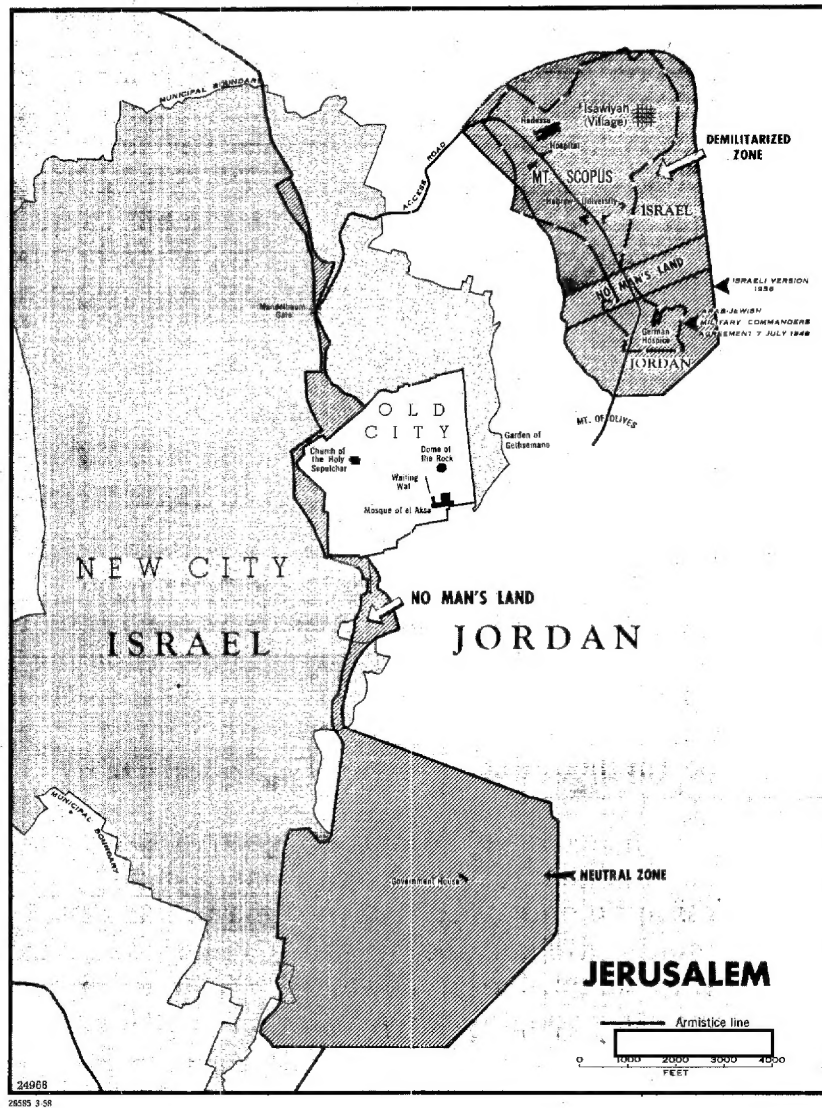 MUNICIPAL BOUNDARY
ACCESS ROAD
Isawiyah
(Village)
Hadassa
Hospital
MT. SCOPUS
Hebrew University
ISRAEL
DEMILITARIZED
ZONE
NO MAN'S LAND
ISRAELI VERSION
1956
ARAB-JEWISH
MILITARY COMMANDERS
AGREEMENT 7 JULY 1948
German
Hospice
JORDAN
MT. OF OLIVES
Mandelbaum
Gate
OLD
CITY
Church of
the Holy
Sepulcher
Dome of
the Rock
Wailing
Wall
Mosque of el Aksa
Garden of
Gethsemane
NEW CITY
ISRAEL
NO MAN'S LAND
JORDAN
MUNICIPAL BOUNDARY
Government House
NEUTRAL ZONE
JERUSALEM
Armistice line
0 1000 2000 3000 4000
FEET
24968
26585 3-58